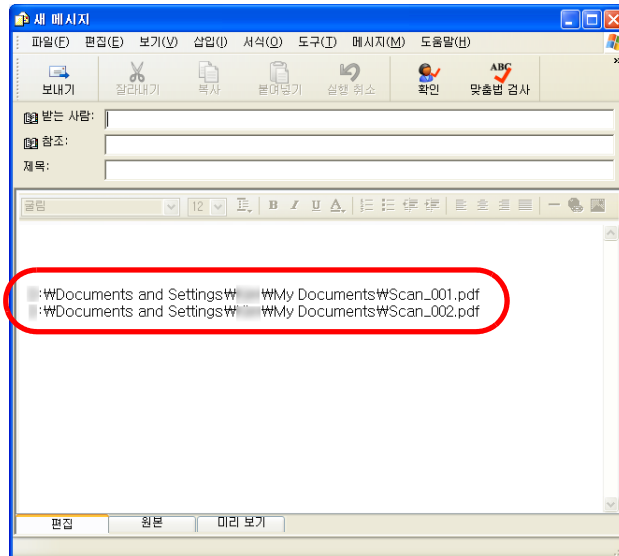 새 메시지
파일(F) 편집(E) 보기(V) 삽입(I) 서식(O) 도구(T) 메시지(M) 도움말(H)
보내기 잘라내기 복사 붙여넣기 실행 취소 확인 맞춤법 검사
ABC
받는 사람:
참조:
제목:
굴림 12 B I U A
:₩Documents and Settings₩ ₩My Documents₩Scan_001.pdf
:₩Documents and Settings₩ ₩My Documents₩Scan_002.pdf
편집 원본 미리 보기